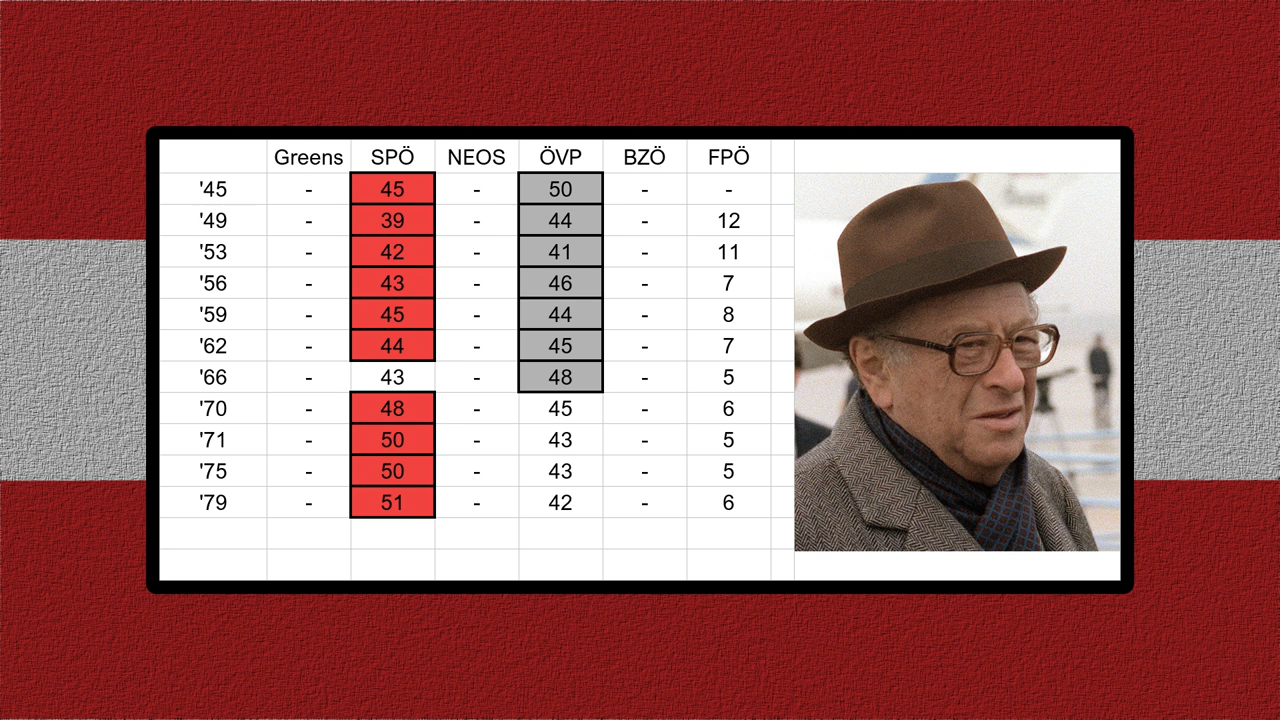 Greens SPÖ NEOS ÖVP BZÖ FPÖ
'45 - 45 - 50 - -
'49 - 39 - 44 - 12
'53 - 42 - 41 - 11
'56 - 43 - 46 - 7
'59 - 45 - 44 - 8
'62 - 44 - 45 - 7
'66 - 43 - 48 - 5
'70 - 48 - 45 - 6
'71 - 50 - 43 - 5
'75 - 50 - 43 - 5
'79 - 51 - 42 - 6